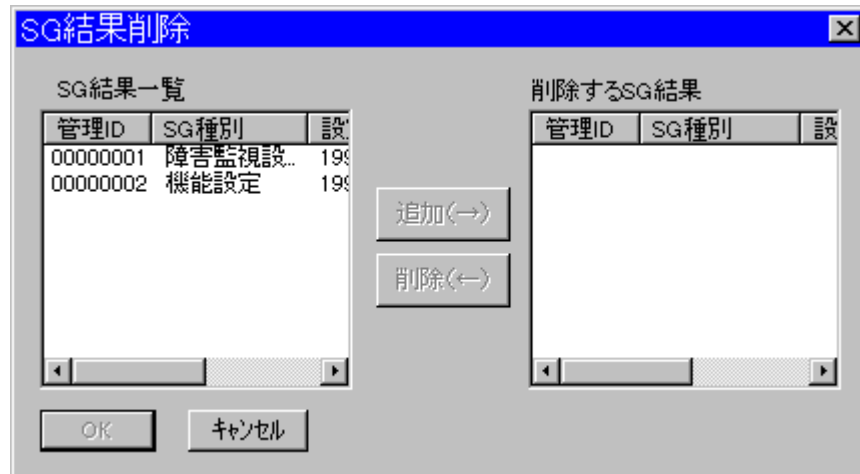 SG結果削除
SG結果一覧
削除するSG結果
管理ID SG種別
管理ID SG種別 設
00000001 障害監視設... 199
00000002 機能設定 199
追加(→)
削除(←)
OK キャンセル